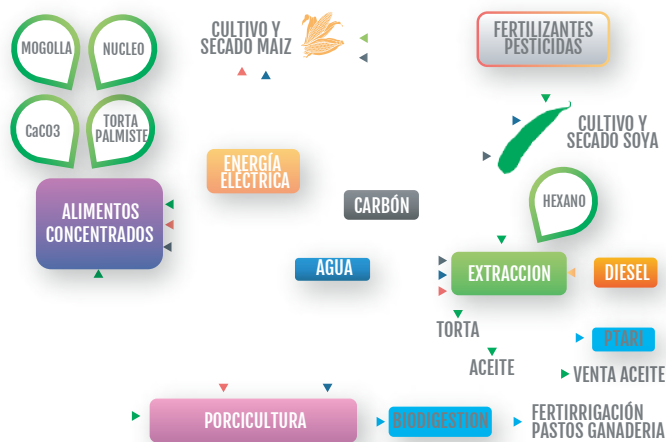 MOGOLLA
NUCLEO
CULTIVO Y
SECADO MAIZ
FERTILIZANTES
PESTICIDAS
CaCO3
TORTA
PALMISTE
CULTIVO Y
SECADO SOYA
ENERGÍA
ELÉCTRICA
ALIMENTOS
CONCENTRADOS
CARBÓN
HEXANO
AGUA
EXTRACCION
DIESEL
TORTA
PTARI
ACEITE
VENTA ACEITE
PORCICULTURA
BIODIGESTION
FERTIRRIGACIÓN
PASTOS GANADERIA